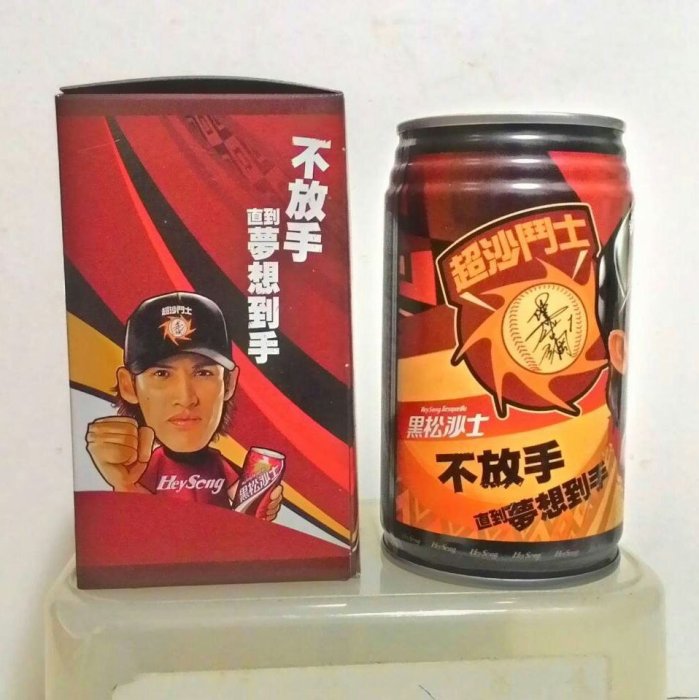 不放手
直到夢想到手
超沙鬥士
HeySong
黑松沙士
超沙鬥士
HeySong Sarsaparilla
黑松沙士
不放手
直到夢想到手
HeySong HeySong HeySong HeySong